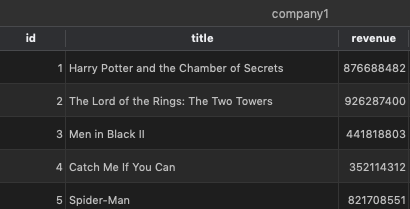 company1
id title revenue
1 Harry Potter and the Chamber of Secrets 876688482
2 The Lord of the Rings: The Two Towers 926287400
3 Men in Black II 441818803
4 Catch Me If You Can 352114312
5 Spider-Man 821708551